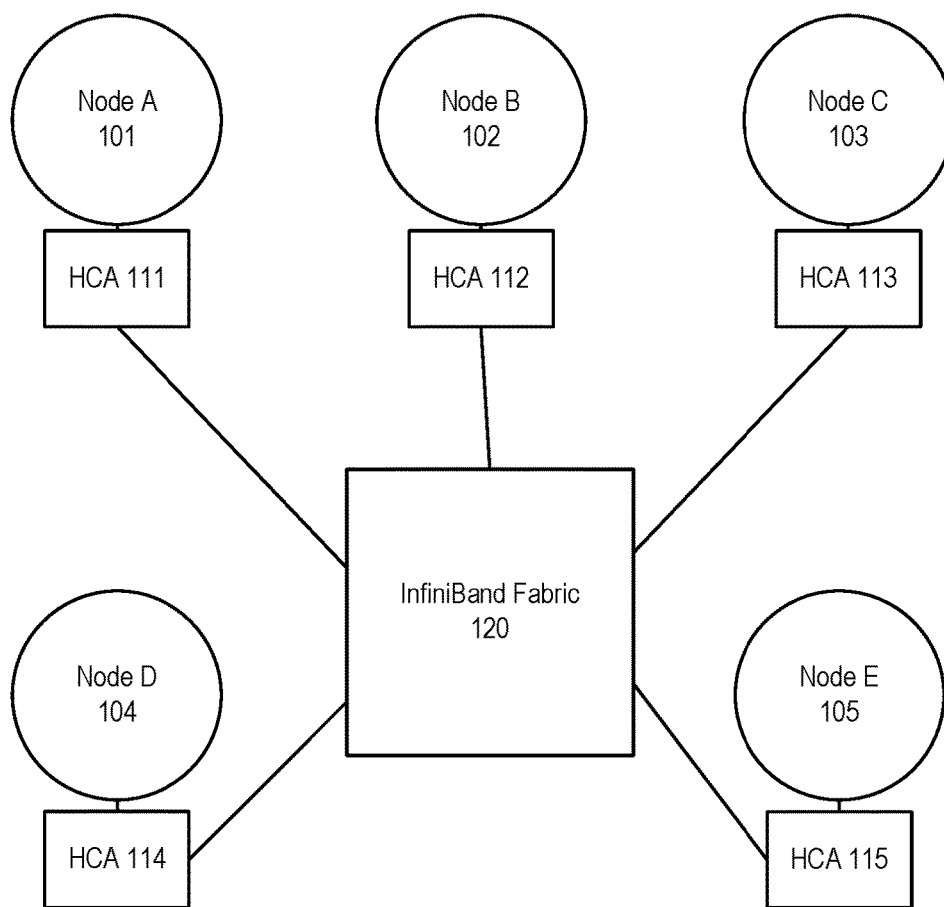 Node A
101
Node B
102
Node C
103
HCA 111
HCA 112
HCA 113
InfiniBand Fabric
120
Node D
104
Node E
105
HCA 114
HCA 115